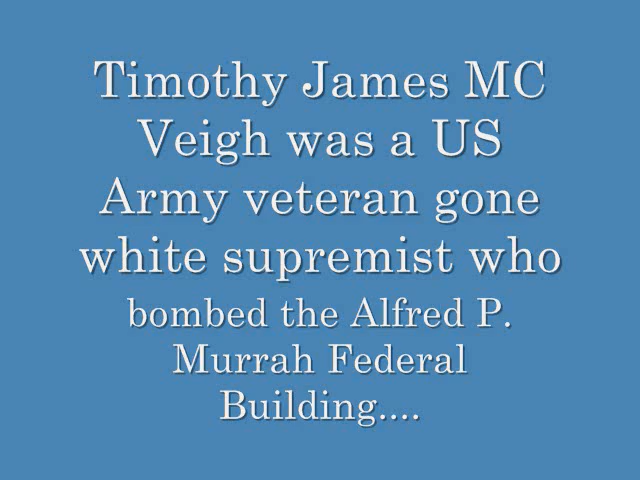 Timothy James MC
Veigh was a US
Army veteran gone
white supremist who
bombed the Alfred P.
Murrah Federal
Building....